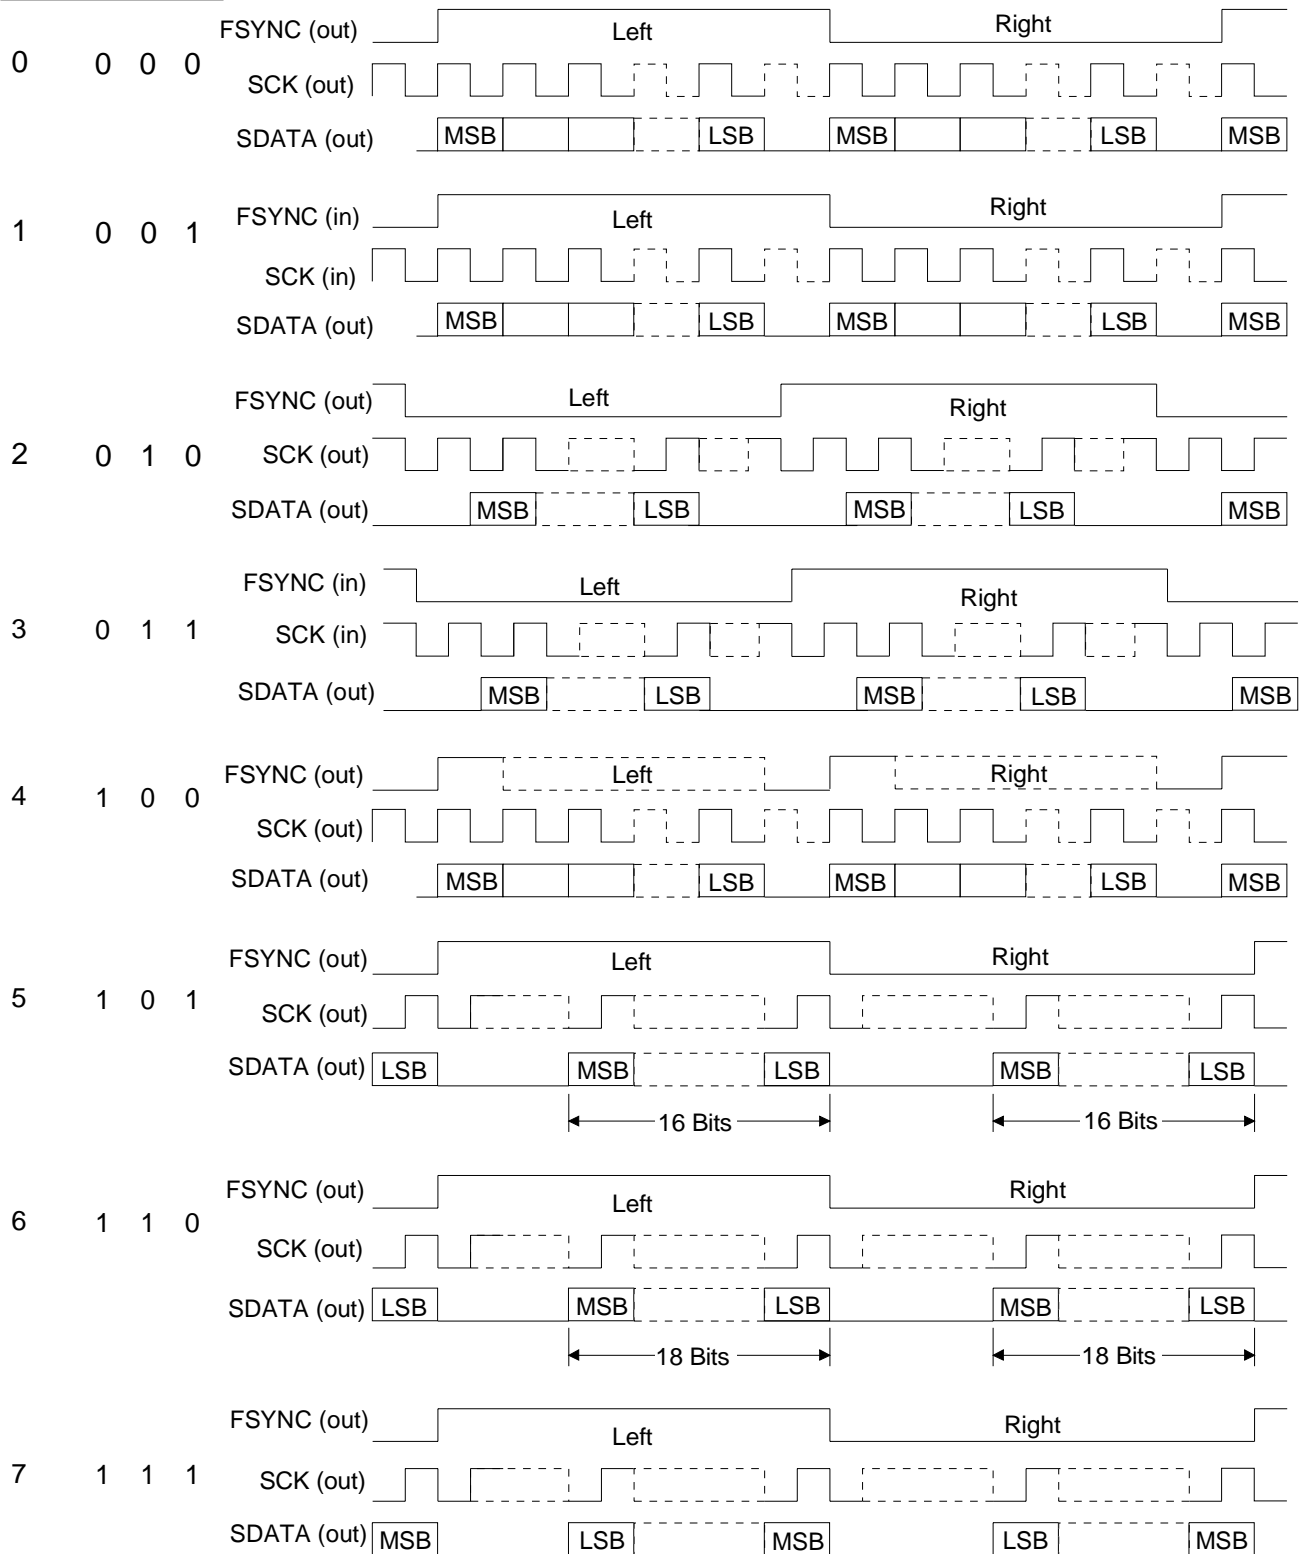 FSYNC (out) Left Right
0 0 0 0
SCK (out)
SDATA (out) MSB LSB MSB LSB MSB
FSYNC (in) Left Right
1 0 0 1
SCK (in)
SDATA (out) MSB LSB MSB LSB MSB
FSYNC (out) Left Right
2 0 1 0 SCK (out)
SDATA (out) MSB LSB MSB LSB MSB
FSYNC (in) Left Right
3 0 1 1 SCK (in)
SDATA (out) MSB LSB MSB LSB MSB
FSYNC (out) Left Right
4 1 0 0
SCK (out)
SDATA (out) MSB LSB MSB LSB MSB
FSYNC (out) Left Right
5 1 0 1 SCK (out)
SDATA (out) LSB MSB LSB MSB LSB
16 Bits 16 Bits
FSYNC (out) Left Right
6 1 1 0
SCK (out)
SDATA (out) LSB MSB LSB MSB LSB
18 Bits 18 Bits
FSYNC (out) Left Right
7 1 1 1 SCK (out)
SDATA (out) MSB LSB MSB LSB MSB